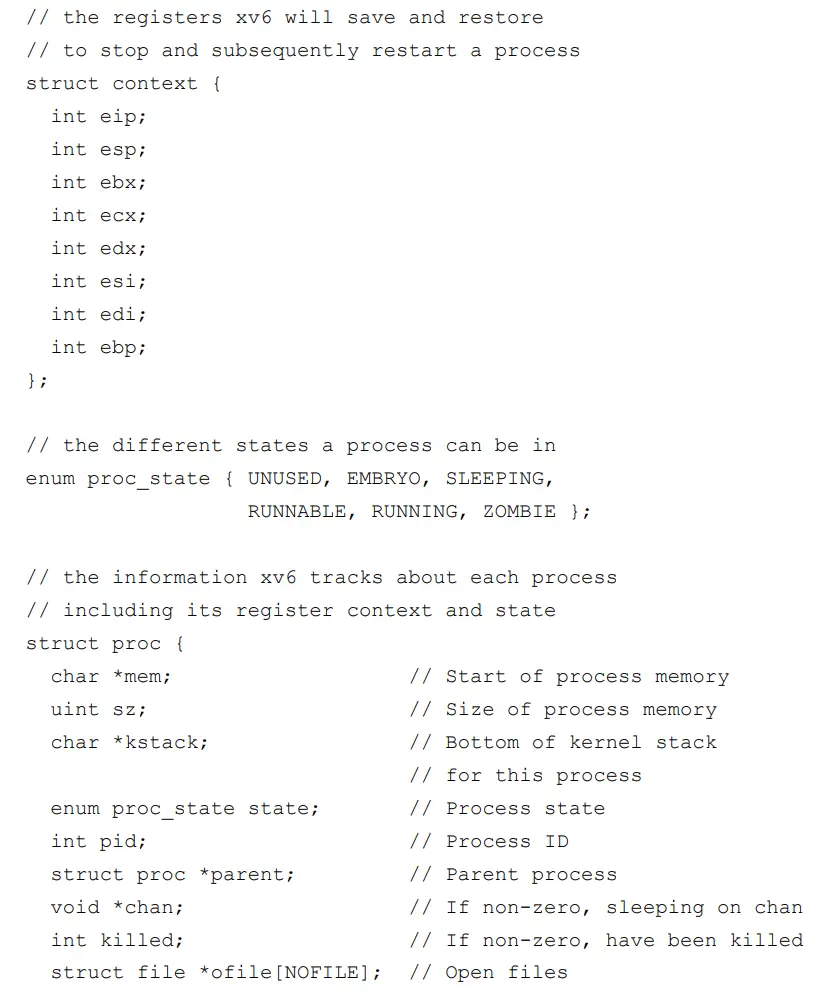 // the registers xv6 will save and restore
// to stop and subsequently restart a process
struct context {
  int eip;
  int esp;
  int ebx;
  int ecx;
  int edx;
  int esi;
  int edi;
  int ebp;
};

// the different states a process can be in
enum proc_state { UNUSED, EMBRYO, SLEEPING,
                  RUNNABLE, RUNNING, ZOMBIE };

// the information xv6 tracks about each process
// including its register context and state
struct proc {
  char *mem;                   // Start of process memory
  uint sz;                     // Size of process memory
  char *kstack;                // Bottom of kernel stack
                               // for this process
  enum proc_state state;       // Process state
  int pid;                     // Process ID
  struct proc *parent;         // Parent process
  void *chan;                  // If non-zero, sleeping on chan
  int killed;                  // If non-zero, have been killed
  struct file *ofile[NOFILE];  // Open files